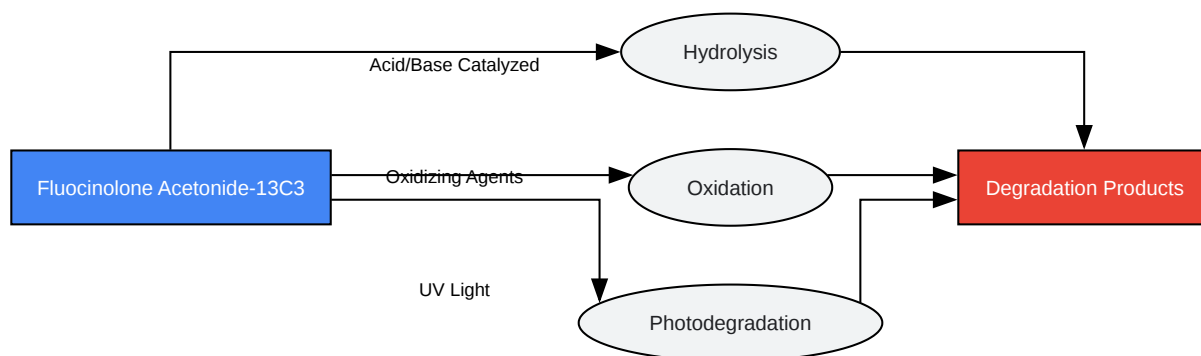 Hydrolysis
Acid/Base Catalyzed
Fluocinolone Acetonide-13C3
Oxidizing Agents
Oxidation
Degradation Products
UV Light
Photodegradation